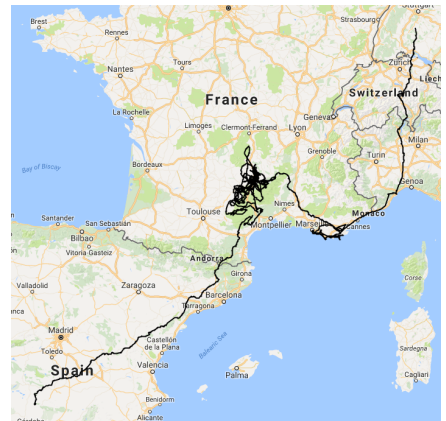 Stuttgart
Brest
Strasbourg
Rennes
Zürich
Liech
Nantes
Tours
Switzerland
France
La Rochelle
Geneva
Limoges
Clermont-Ferrand
Lyon
Milan
Grenoble
Turin
Bay of Biscay
Bordeaux
Genoa
Nimes
Monaco
Toulouse
Montpellier
Marseille
Cannes
Santander
San Sebastián
Bilbao
Vitoria-Gasteiz
Andorra
Girona
Corse
Valladolid
Zaragoza
Barcelona
Tarragona
Madrid
Castellón
de la Plana
Toledo
Balearic Sea
Sardegna
Valencia
Palma
Spain
Cagliari
Benidorm
Alicante
Córdoba